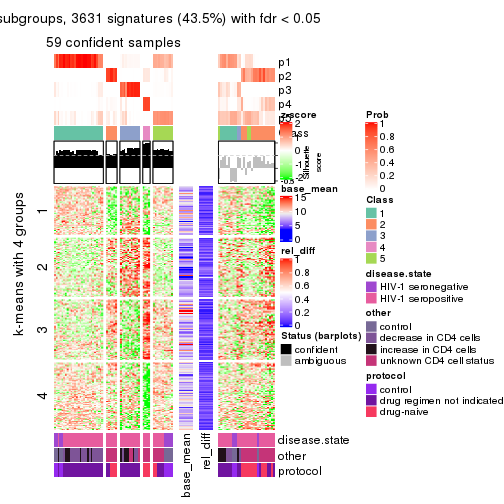 subgroups, 3631 signatures (43.5%) with fdr < 0.05
59 confident samples
p1
p2
p3
p4
z-score
2
1
0
-1
-2
Silhouette
score
k-means with 4 groups
1
2
3
4
base_mean
15
10
5
0
rel_diff
1
0.8
0.6
0.4
0.2
0
Status (barplots)
confident
ambiguous
Prob
1
0.8
0.6
0.4
0.2
0
Class
1
2
3
4
5
disease.state
HIV-1 seronegative
HIV-1 seropositive
other
control
decrease in CD4 cells
increase in CD4 cells
unknown CD4 cell status
protocol
control
drug regimen not indicated
drug-naive
disease.state
other
protocol
base_mean
rel_diff